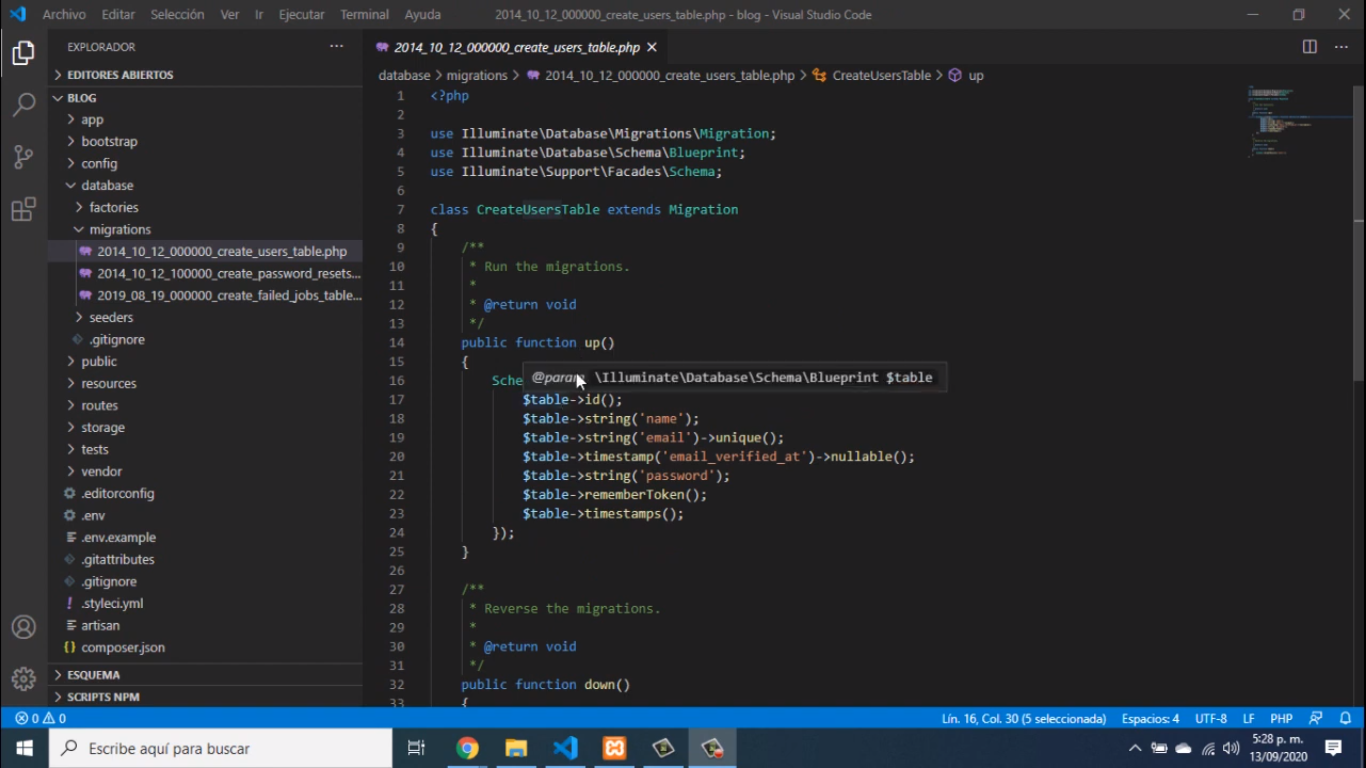 Archivo Editar Selección Ver Ir Ejecutar Terminal Ayuda 2014_10_12_000000_create_users_table.php - blog - Visual Studio Code
EXPLORADOR
EDITORES ABIERTOS
BLOG
app
bootstrap
config
database
factories
migrations
2014_10_12_000000_create_users_table.php
2014_10_12_100000_create_password_resets...
2019_08_19_000000_create_failed_jobs_table...
seeders
.gitignore
public
resources
routes
storage
tests
vendor
.editorconfig
.env
.env.example
.gitattributes
.gitignore
.styleci.yml
artisan
composer.json
ESQUEMA
SCRIPTS NPM
2014_10_12_000000_create_users_table.php
database > migrations > 2014_10_12_000000_create_users_table.php > CreateUsersTable > up
1 <?php
2
3 use Illuminate\Database\Migrations\Migration;
4 use Illuminate\Database\Schema\Blueprint;
5 use Illuminate\Support\Facades\Schema;
6
7 class CreateUsersTable extends Migration
8 {
9 /**
10 * Run the migrations.
11 *
12 * @return void
13 */
14 public function up()
15 {
@param \Illuminate\Database\Schema\Blueprint $table
16 Sche
17 $table->id();
18 $table->string('name');
19 $table->string('email')->unique();
20 $table->timestamp('email_verified_at')->nullable();
21 $table->string('password');
22 $table->rememberToken();
23 $table->timestamps();
24 });
25 }
26
27 /**
28 * Reverse the migrations.
29 *
30 * @return void
31 */
32 public function down()
33 {
0 0 Lín. 16, Col. 30 (5 seleccionada) Espacios: 4 UTF-8 LF PHP
Escribe aquí para buscar
5:28 p. m.
13/09/2020